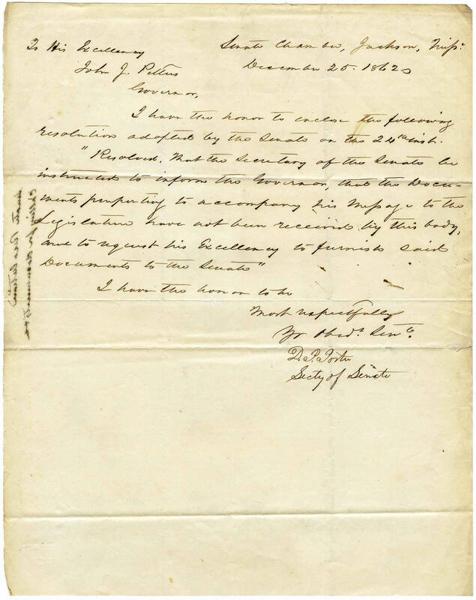 Senate Chamber, Jackson, Missi:
December 25. 1862
To His Excellency
John J. Pettus
Governor,
I have the honor to enclose the following
resolution adopted by the Senate on the 24th inst.
"Resolved, That the Secretary of the Senate be
instructed to inform the Governor, that the Docu-
ments purporting to accompany his Message to the
Legislature have not been received by this body,
and to request his Excellency to furnish said
Documents to the Senate"
I have the honor to be
Most respectfully
Yr Obdt. Servt.
D. P. Porter
Secty of Senate